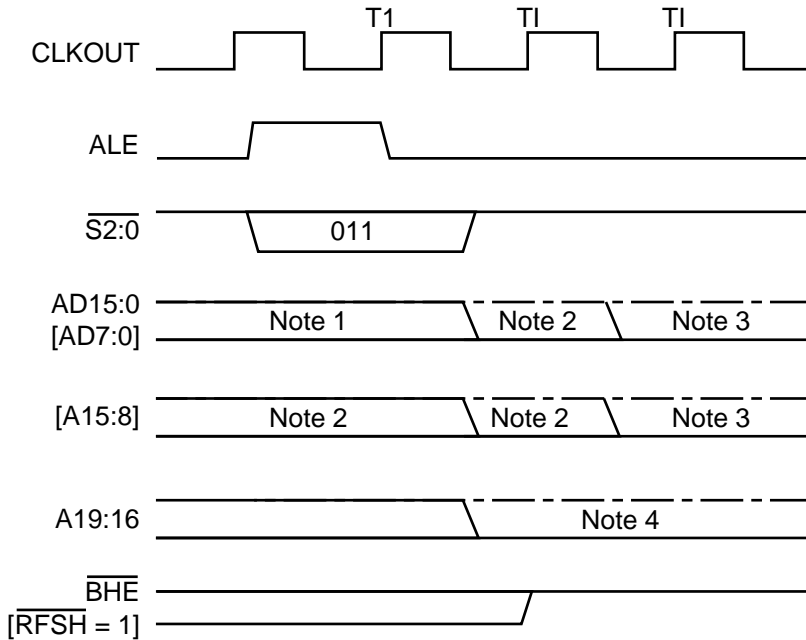 T1 TI TI
CLKOUT
ALE
S2:0
011
AD15:0
[AD7:0]
Note 1 Note 2 Note 3
[A15:8]
Note 2 Note 2 Note 3
A19:16
Note 4
BHE
[RFSH = 1]